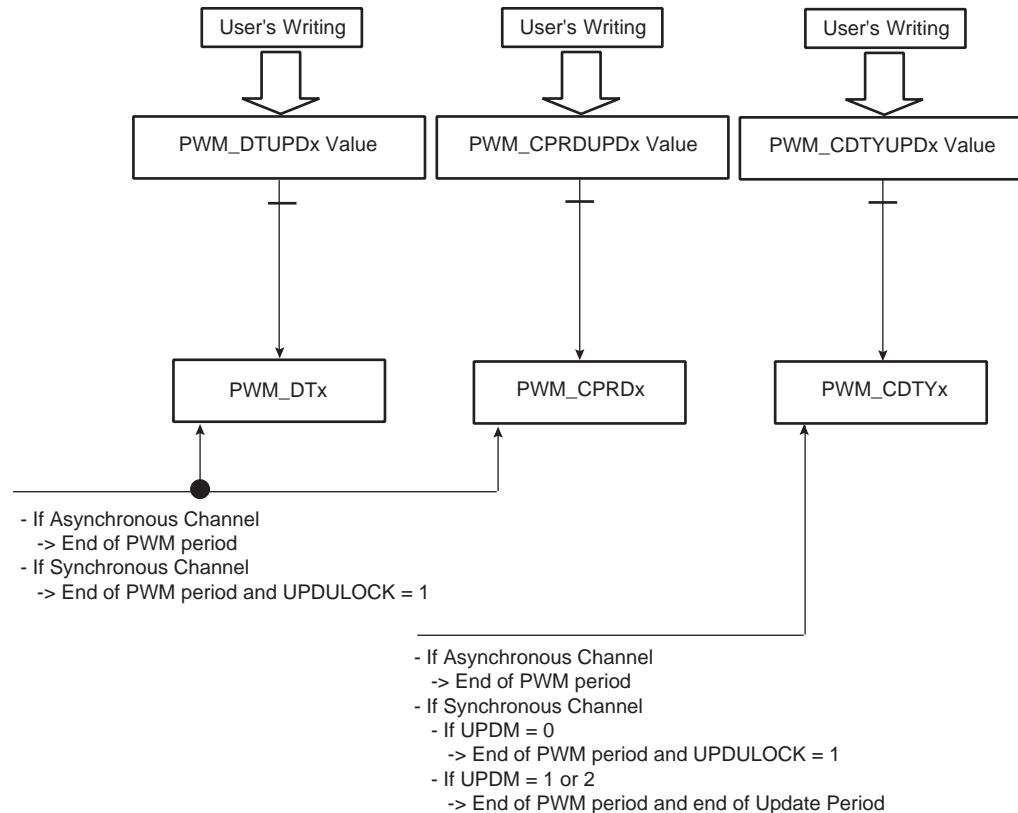 User's Writing
User's Writing
User's Writing
PWM_DTUPDx Value
PWM_CPRDUPDx Value
PWM_CDTYUPDx Value
PWM_DTx
PWM_CPRDx
PWM_CDTYx
- If Asynchronous Channel
-> End of PWM period
- If Synchronous Channel
-> End of PWM period and UPDULOCK = 1
- If Asynchronous Channel
-> End of PWM period
- If Synchronous Channel
- If UPDM = 0
-> End of PWM period and UPDULOCK = 1
- If UPDM = 1 or 2
-> End of PWM period and end of Update Period